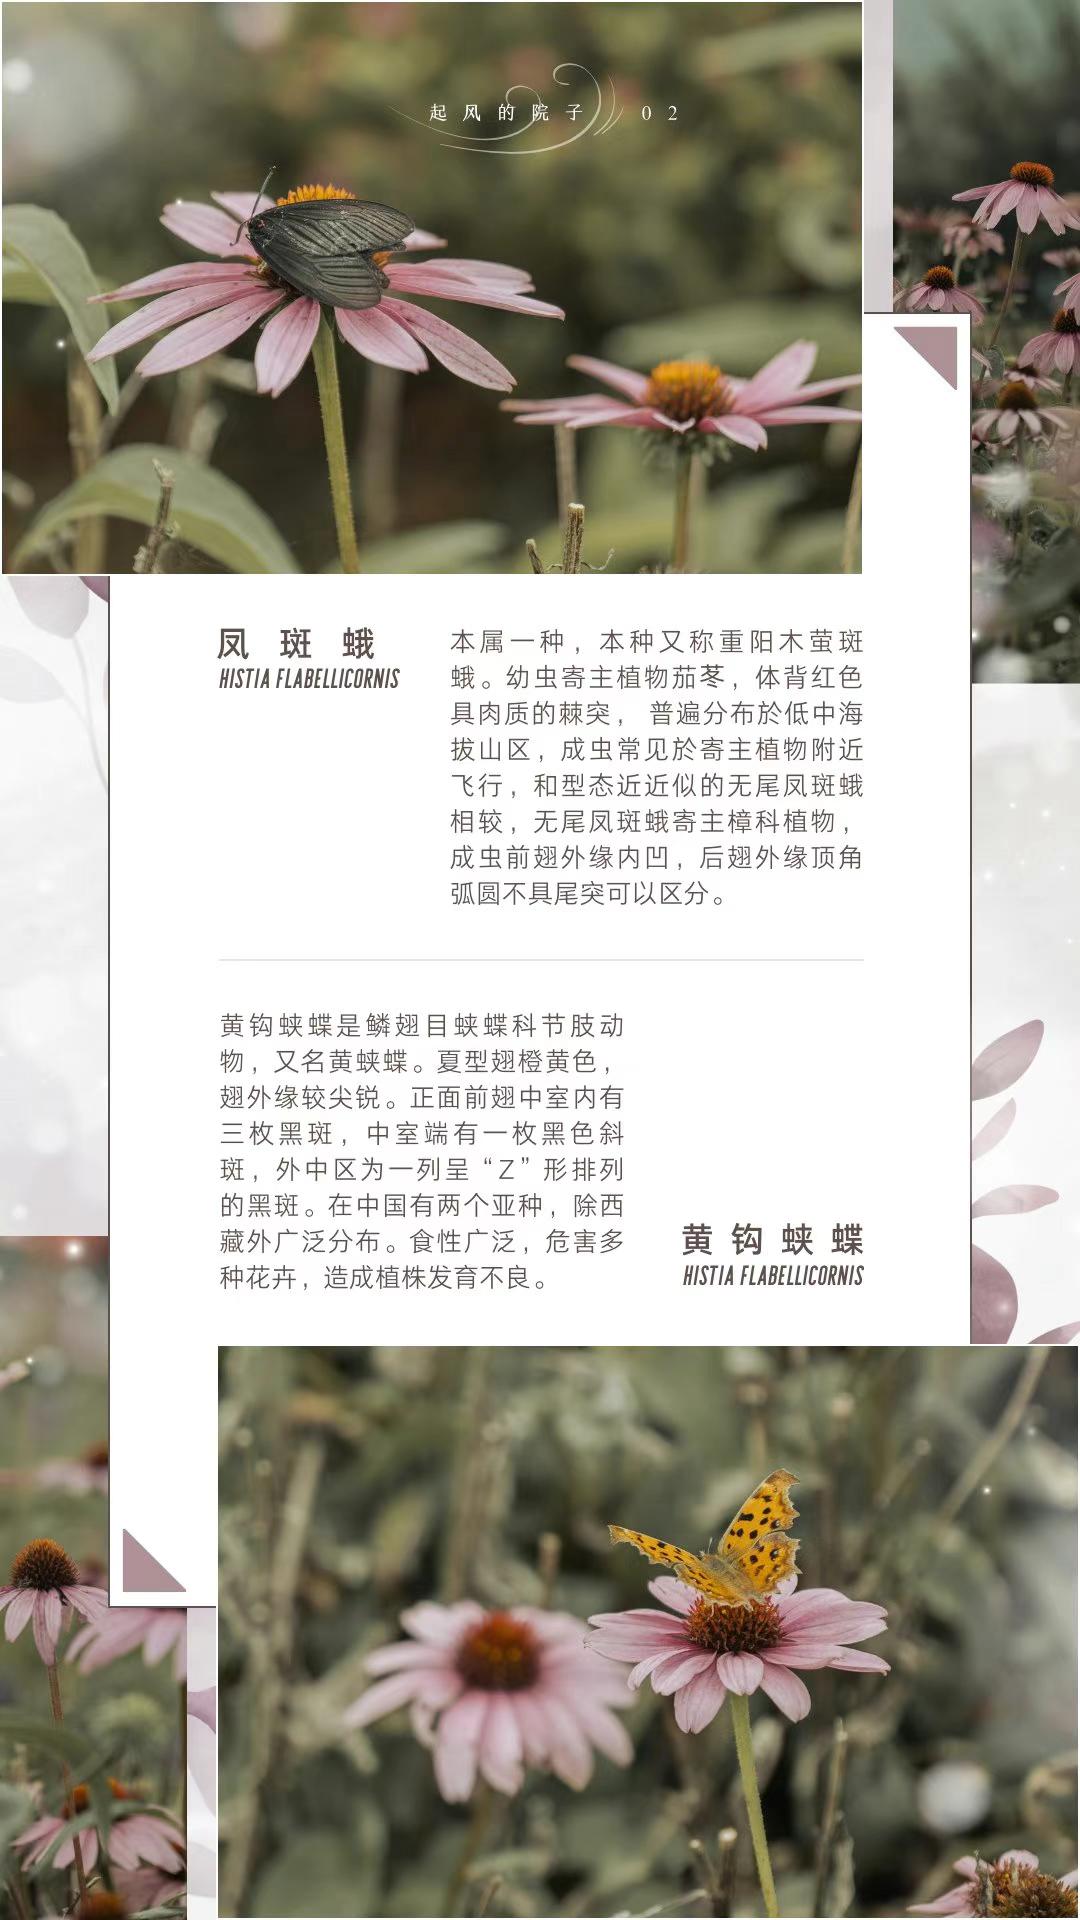 起风的院子 02
凤斑蛾
HISTIA FLABELLICORNIS
本属一种，本种又称重阳木萤斑
蛾。幼虫寄主植物茄苳，体背红色
具肉质的棘突， 普遍分布於低中海
拔山区，成虫常见於寄主植物附近
飞行，和型态近近似的无尾凤斑蛾
相较，无尾凤斑蛾寄主樟科植物，
成虫前翅外缘内凹，后翅外缘顶角
弧圆不具尾突可以区分。
黄钩蛱蝶是鳞翅目蛱蝶科节肢动
物，又名黄蛱蝶。夏型翅橙黄色，
翅外缘较尖锐。正面前翅中室内有
三枚黑斑，中室端有一枚黑色斜
斑，外中区为一列呈“Z”形排列
的黑斑。在中国有两个亚种，除西
藏外广泛分布。食性广泛，危害多
种花卉，造成植株发育不良。
黄钩蛱蝶
HISTIA FLABELLICORNIS